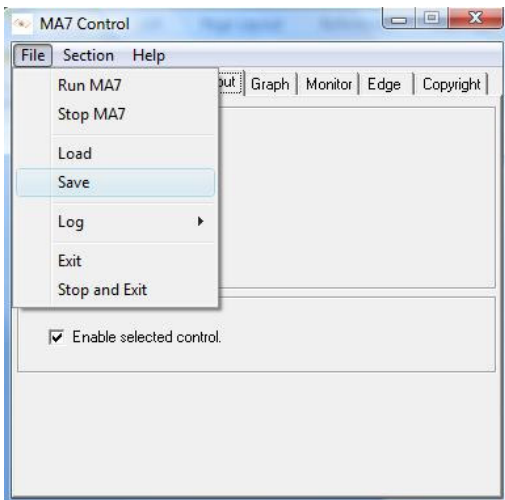 MA7 Control
File Section Help
Graph Monitor Edge Copyright
Run MA7
Stop MA7
Load
Save
Log
Exit
Stop and Exit
Enable selected control.